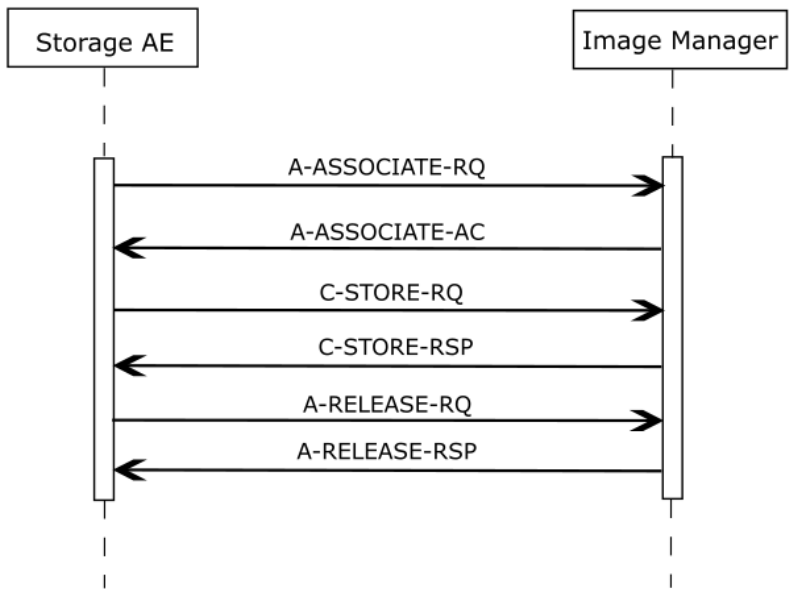 Storage AE
Image Manager
A-ASSOCIATE-RQ
A-ASSOCIATE-AC
C-STORE-RQ
C-STORE-RSP
A-RELEASE-RQ
A-RELEASE-RSP